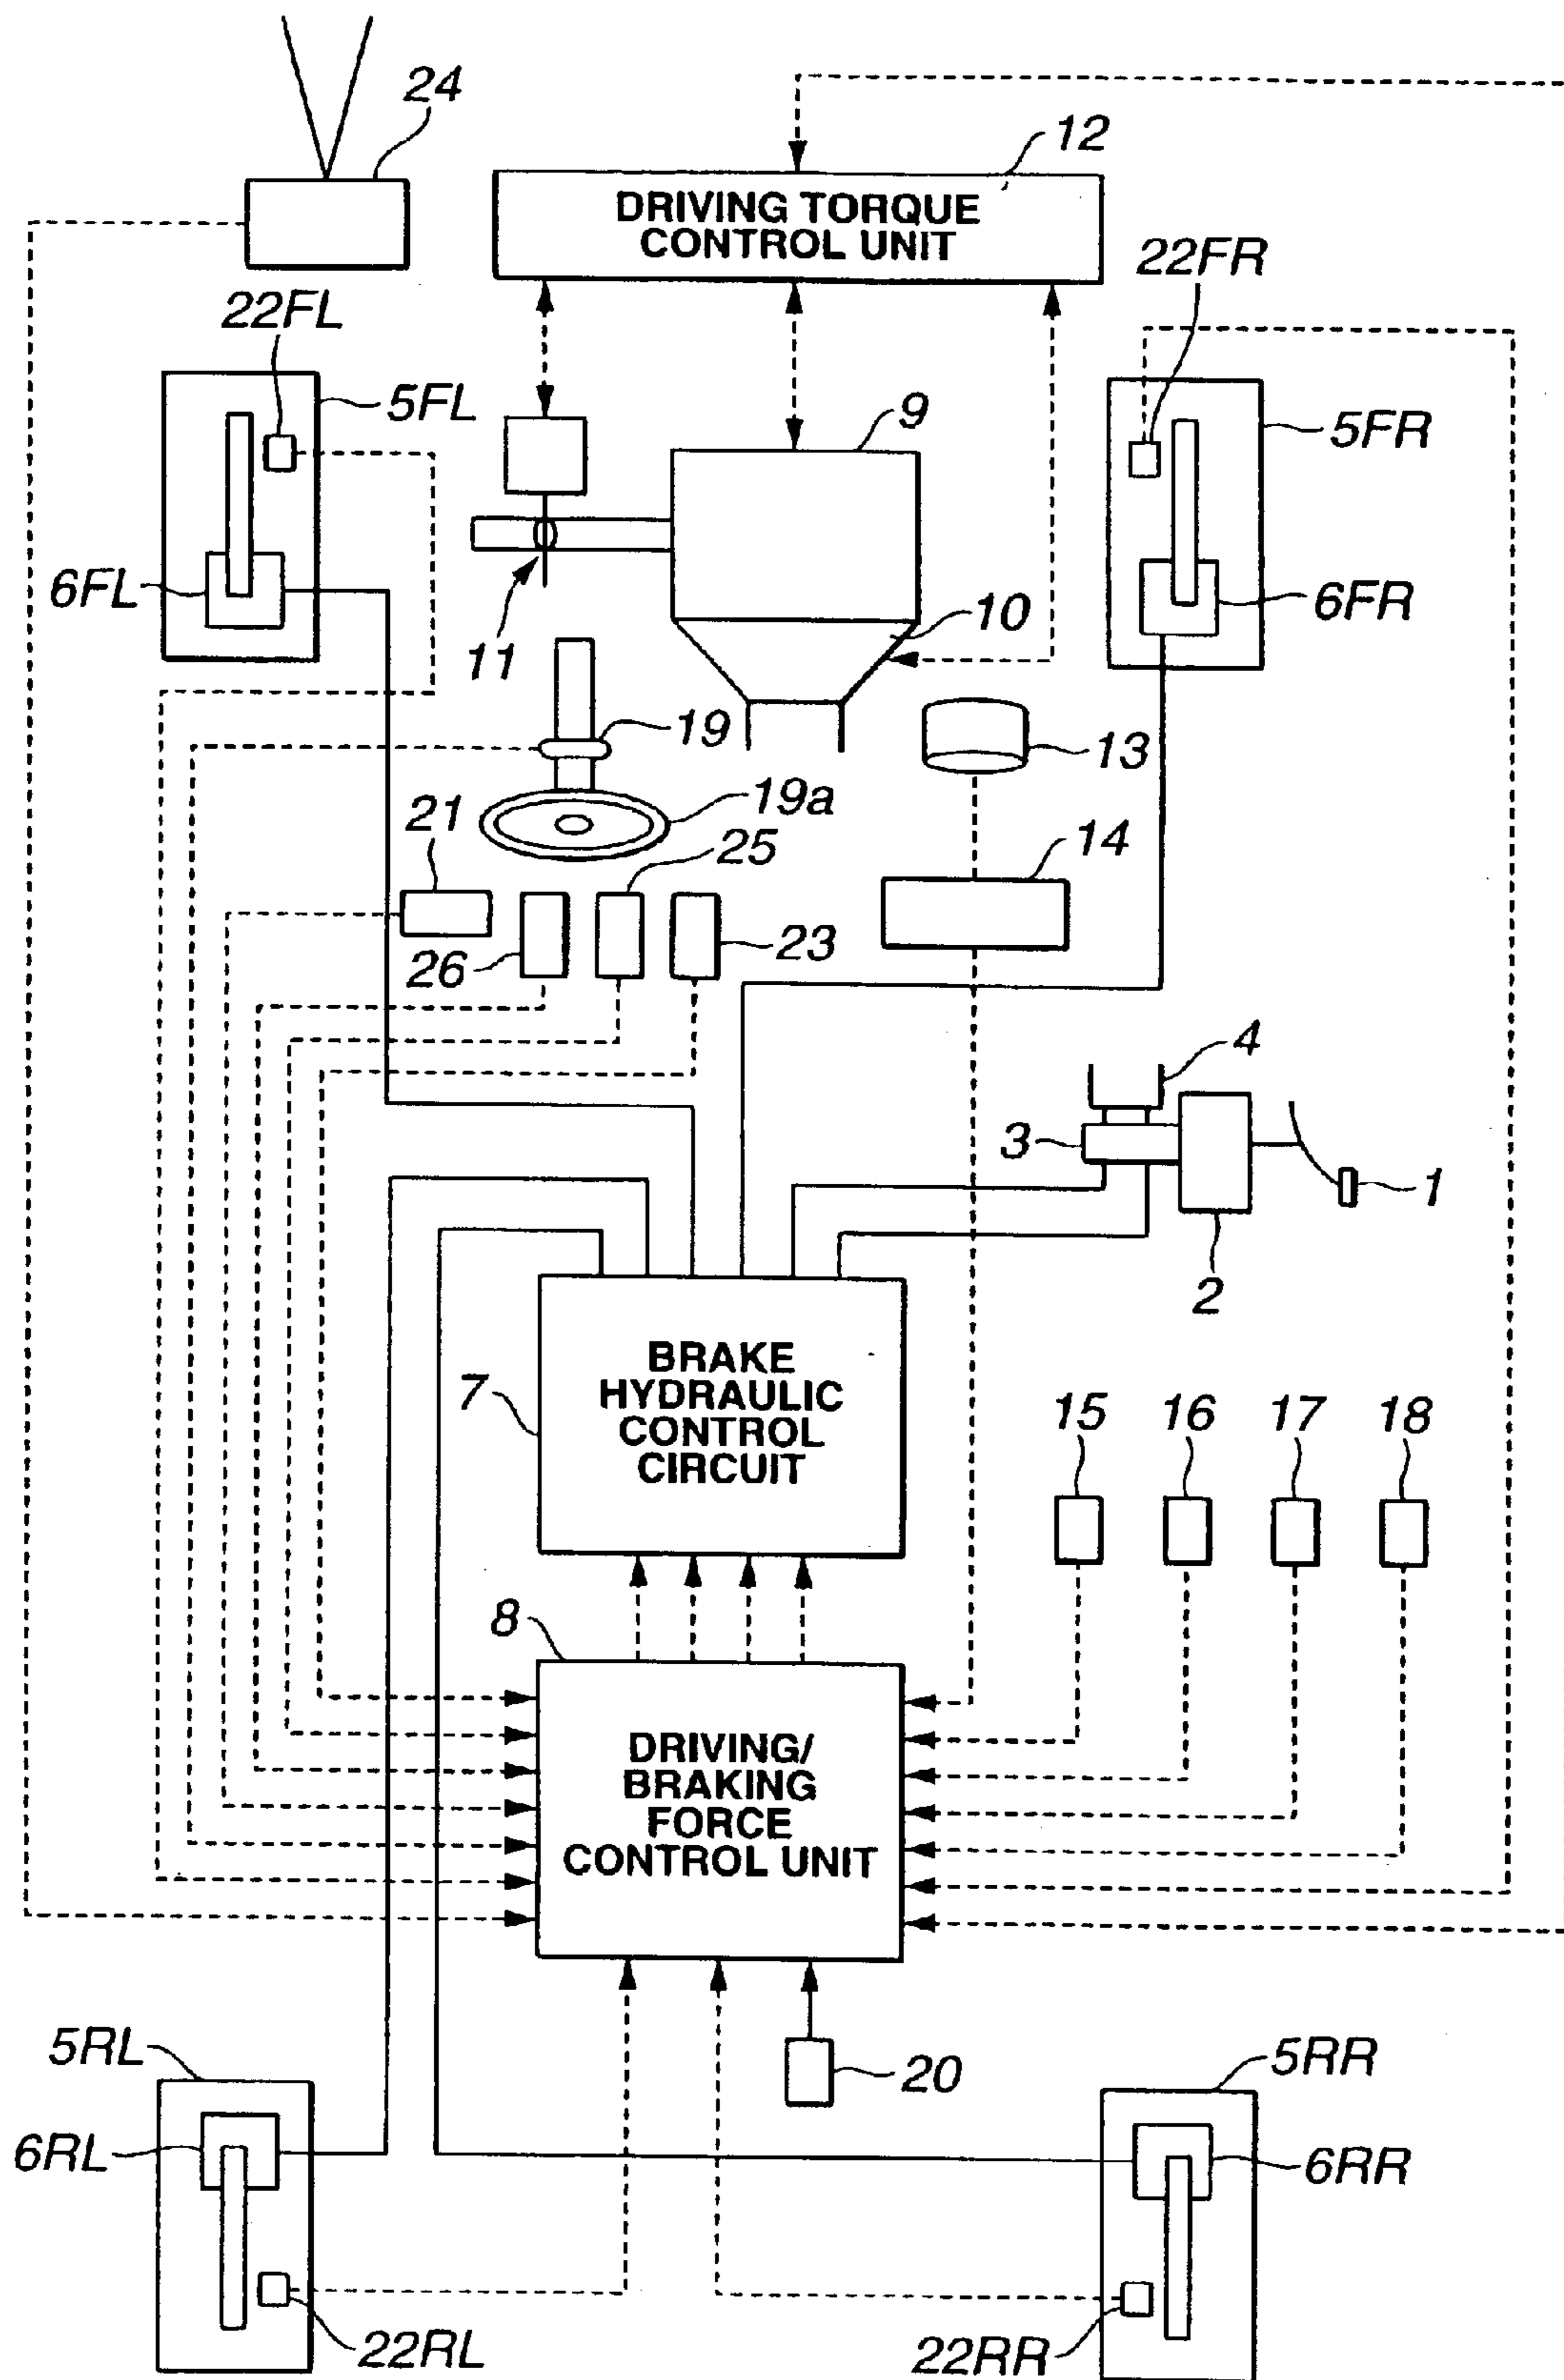 24
12
DRIVING TORQUE
CONTROL UNIT
22FR
22FL
5FL
9
5FR
6FL
6FR
10
11
19
13
19a
21
25
14
26
23
4
3
1
2
BRAKE
HYDRAULIC
CONTROL
CIRCUIT
7
15
16
17
18
8
DRIVING/
BRAKING
FORCE
CONTROL UNIT
5RL
20
5RR
6RL
6RR
22RL
22RR